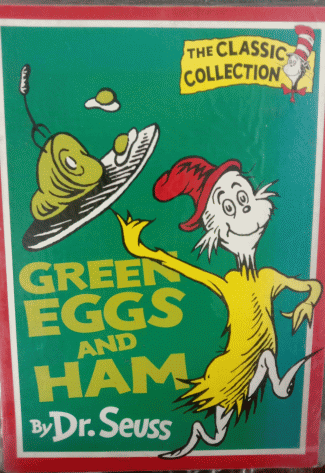 THE CLASSIC
COLLECTION
GREEN
EGGS
AND
HAM
By Dr. Seuss